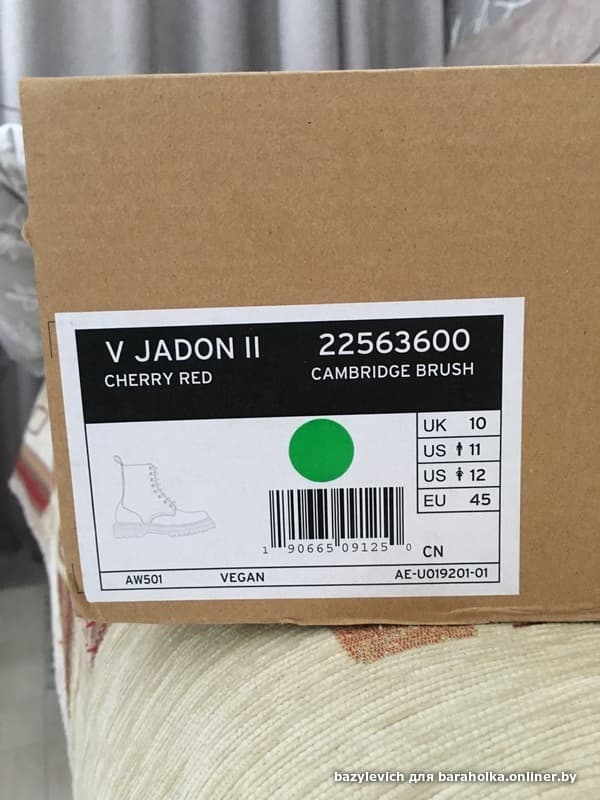 V JADON II 22563600
CHERRY RED CAMBRIDGE BRUSH
UK 10
US 11
US 12
EU 45
1 90665 09125 0
CN
AW501 VEGAN AE-U019201-01
bazylevich для baraholka.onliner.by